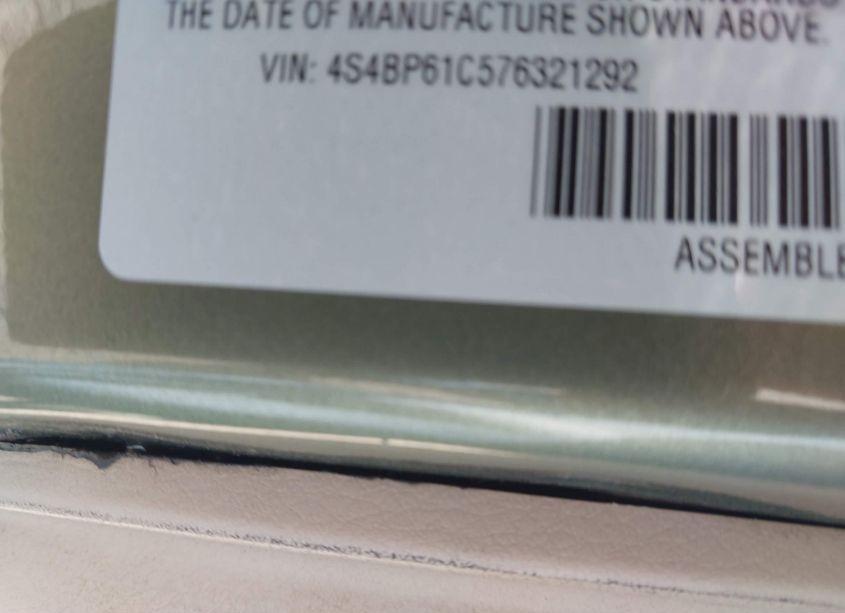 THE DATE OF MANUFACTURE SHOWN ABOVE.
VIN: 4S4BP61C576321292
ASSEMBLE